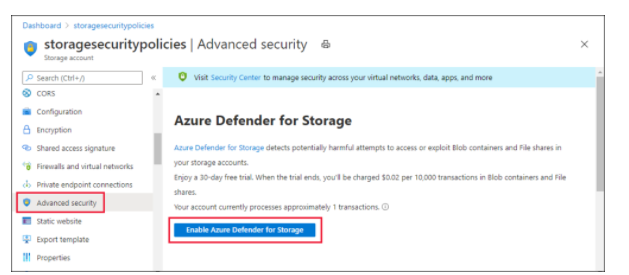 Dashboard > storagesecuritypolicies
storagesecuritypolicies | Advanced security
Storage account
Search (Ctrl+/)
«
CORS
Configuration
Encryption
Shared access signature
Firewalls and virtual networks
Private endpoint connections
Advanced security
Static website
Export template
Properties
Visit Security Center to manage security across your virtual networks, data, apps, and more
Azure Defender for Storage
Azure Defender for Storage detects potentially harmful attempts to access or exploit Blob containers and File shares in
your storage accounts.
Enjoy a 30-day free trial. When the trial ends, you'll be charged $0.02 per 10,000 transactions in Blob containers and File
shares.
Your account currently processes approximately 1 transactions.
Enable Azure Defender for Storage